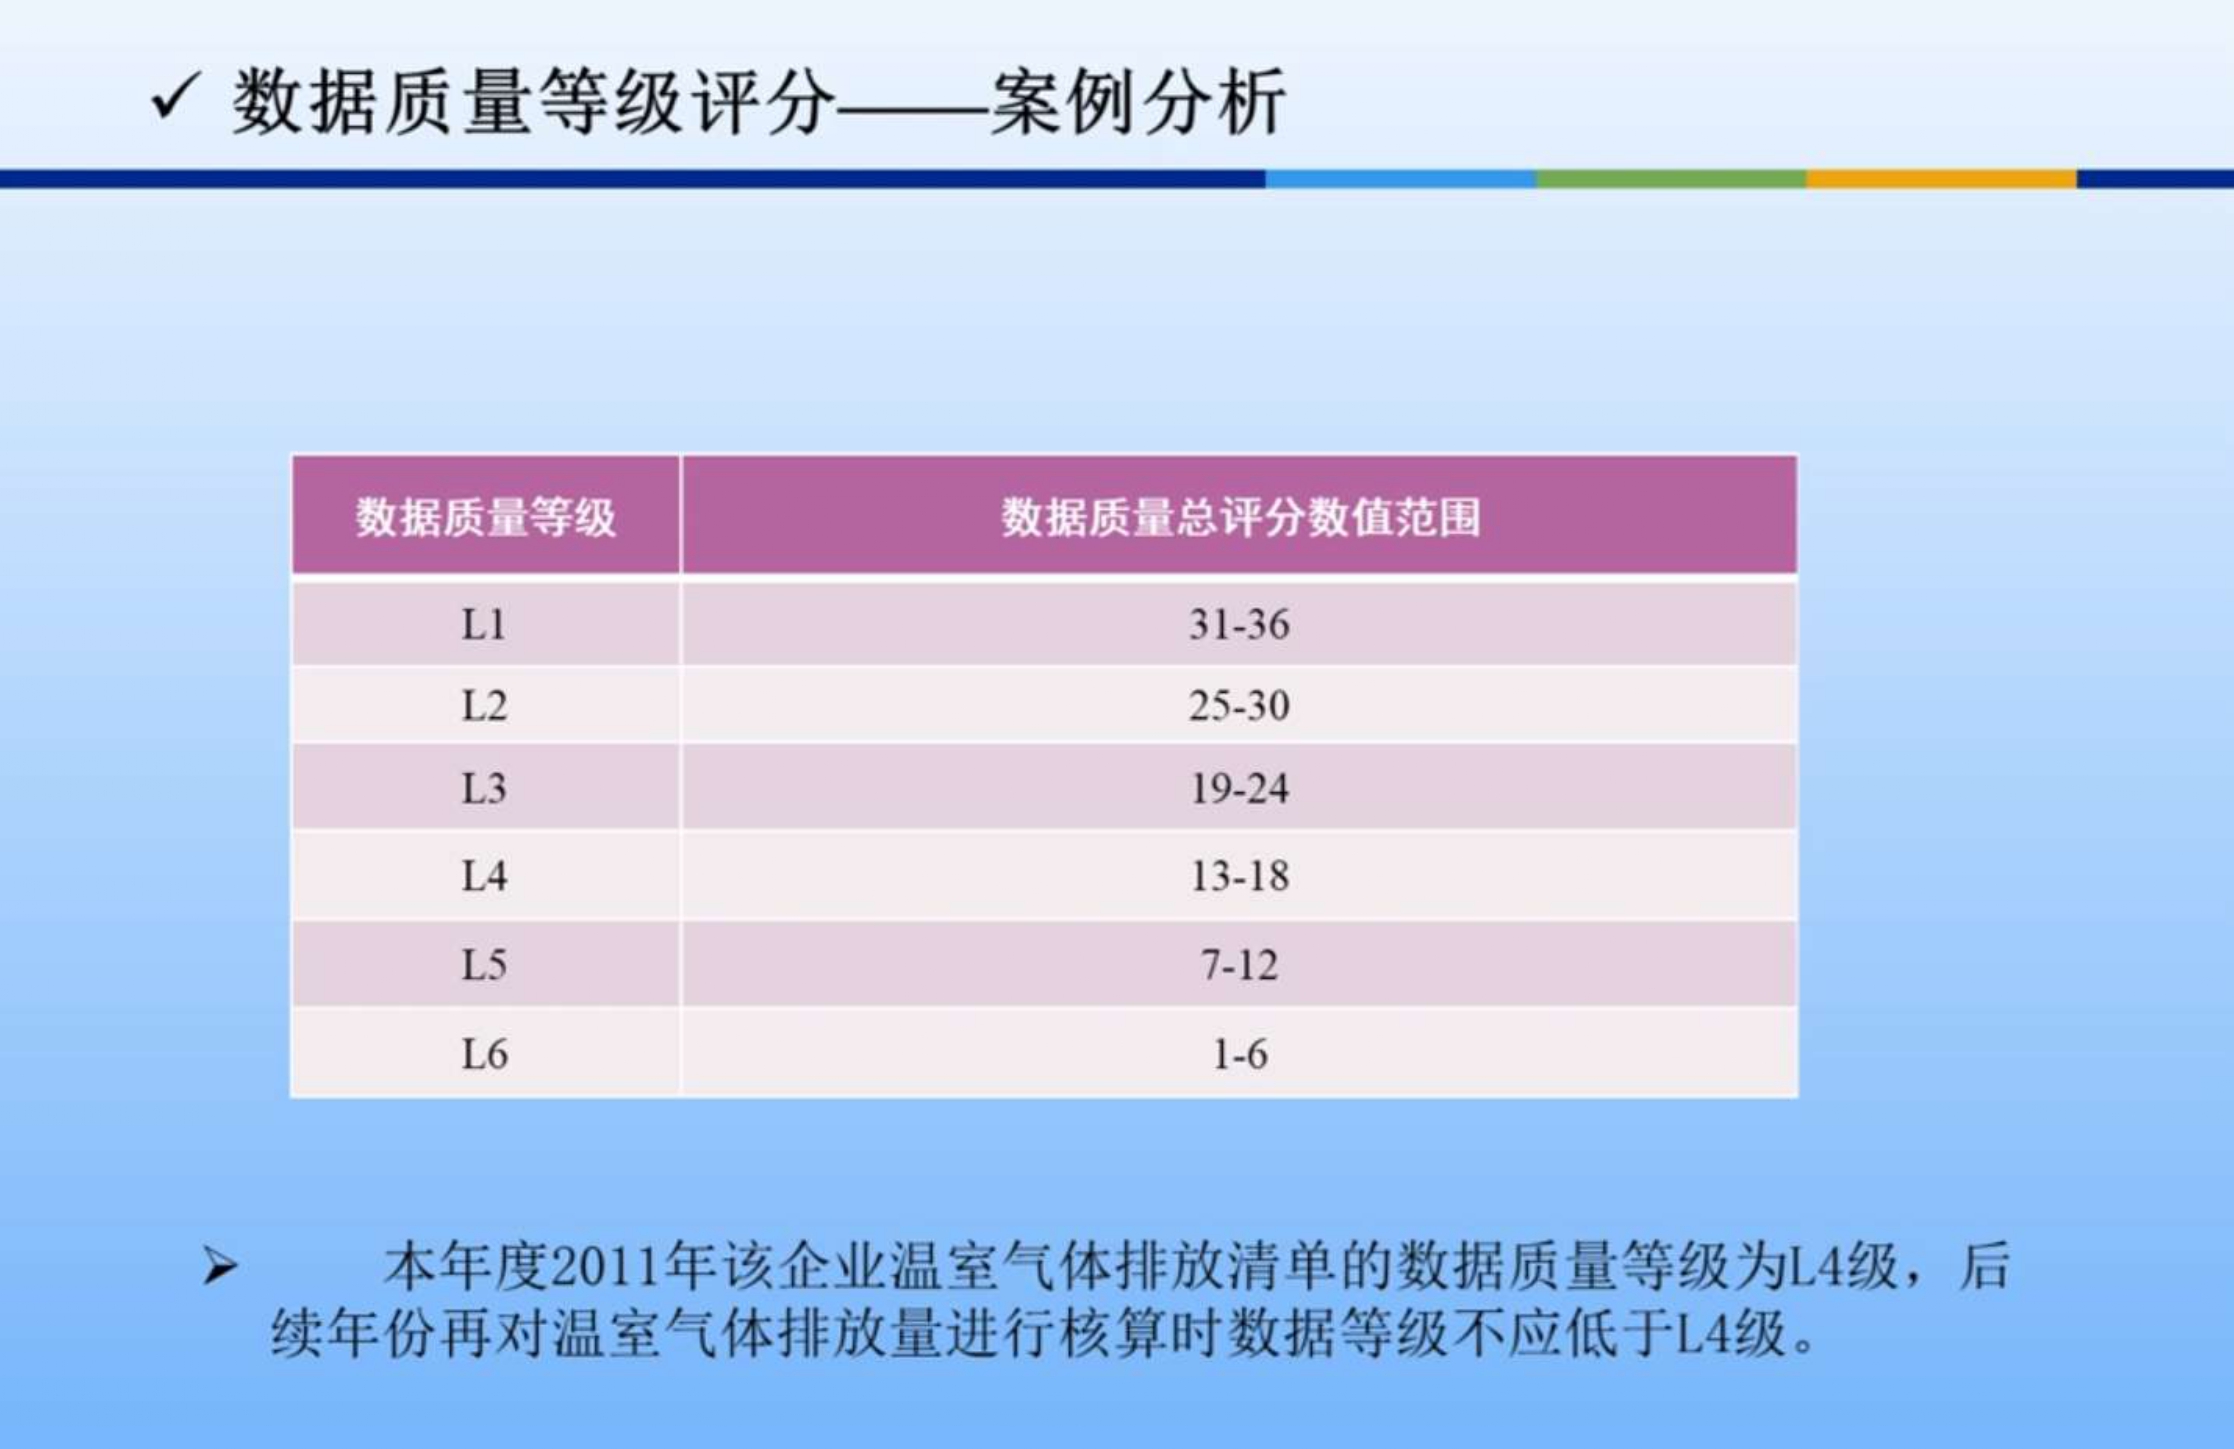 ✓ 数据质量等级评分——案例分析
数据质量等级 数据质量总评分数值范围
L1 31-36
L2 25-30
L3 19-24
L4 13-18
L5 7-12
L6 1-6
➢ 本年度2011年该企业温室气体排放清单的数据质量等级为L4级，后
续年份再对温室气体排放量进行核算时数据等级不应低于L4级。